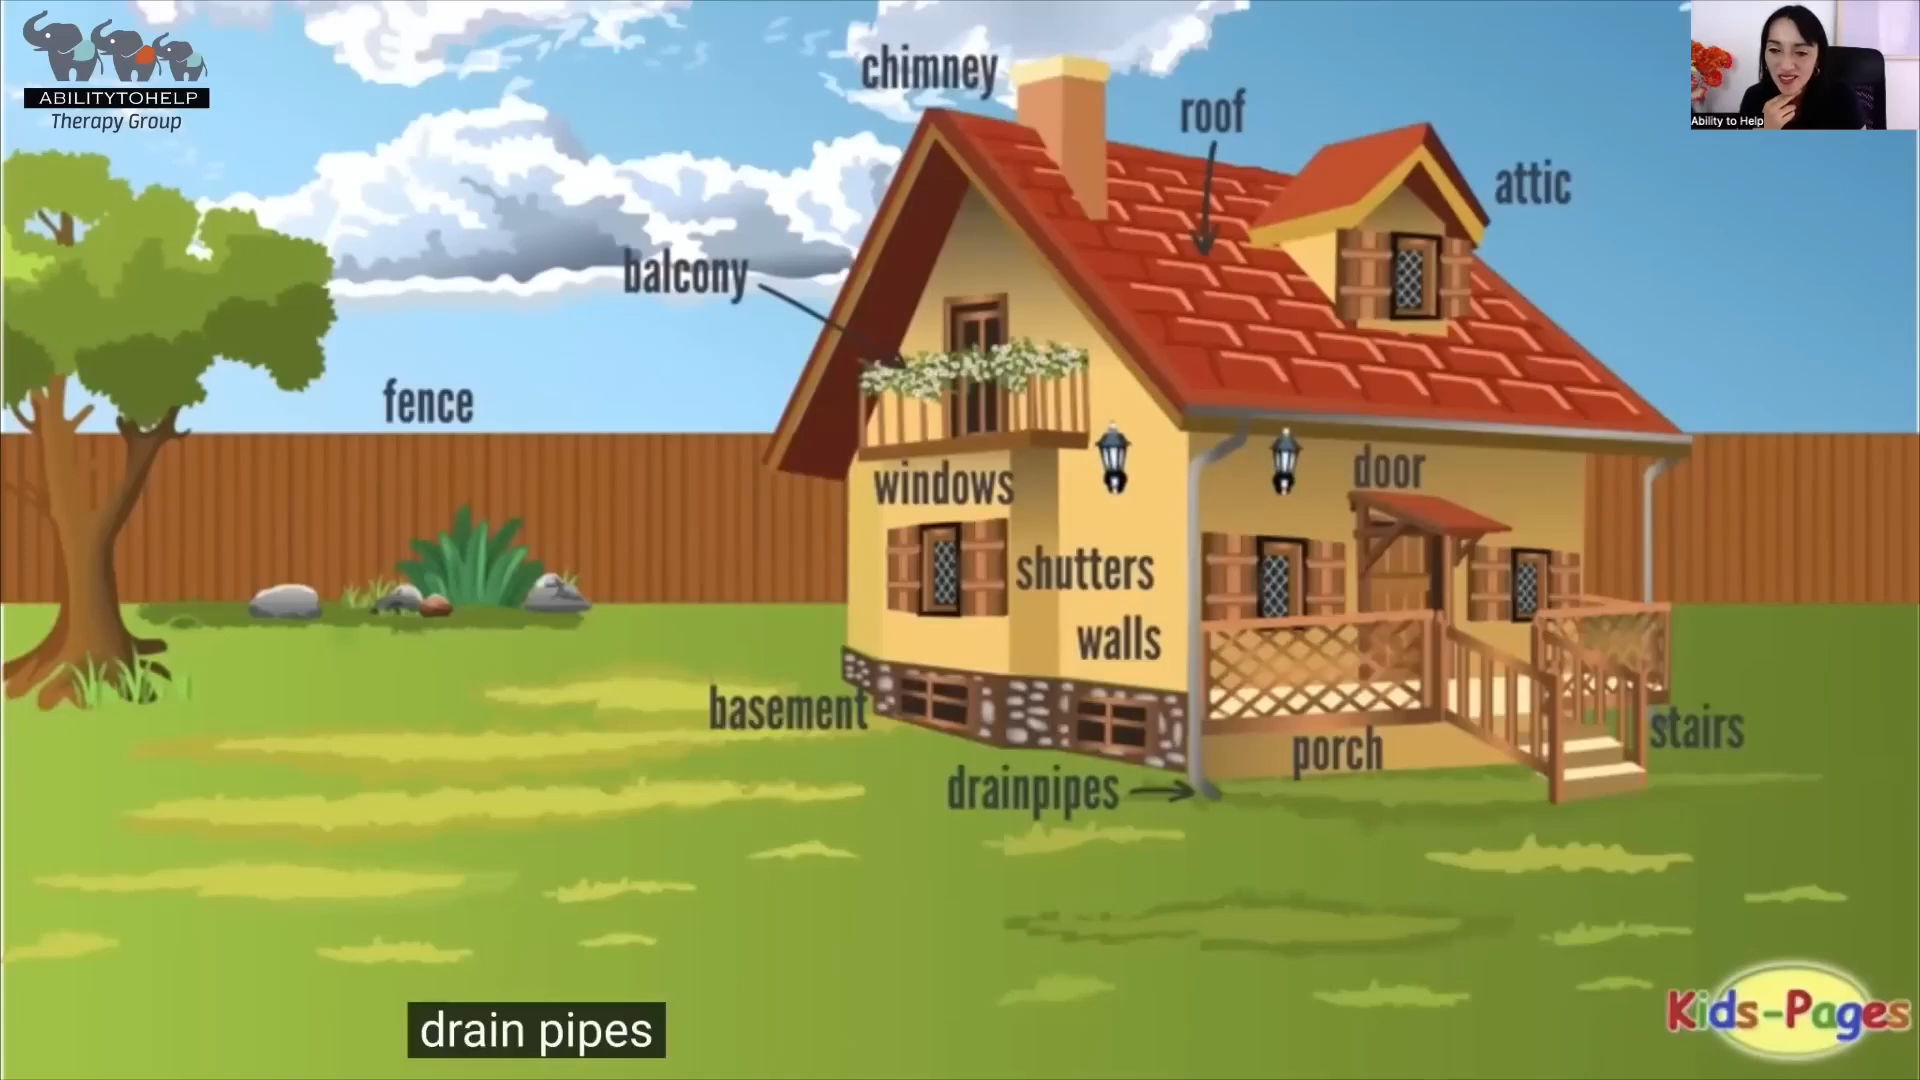 ABILITYTOHELP
Therapy Group
Ability to Help
chimney
roof
attic
balcony
fence
door
windows
shutters
walls
basement
stairs
porch
drainpipes
drain pipes
Kids-Pages